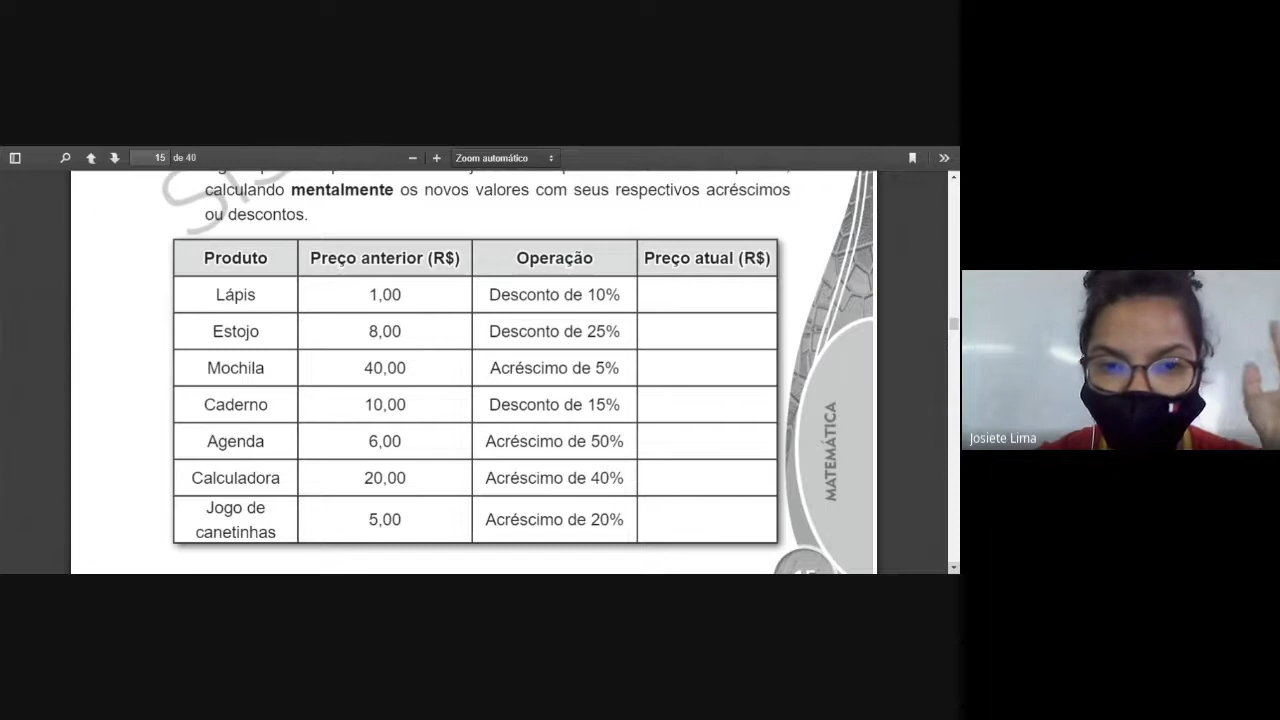 15 de 40
Zoom automático
calculando mentalmente os novos valores com seus respectivos acréscimos
ou descontos.
Produto Preço anterior (R$) Operação Preço atual (R$)
Lápis 1,00 Desconto de 10%
Estojo 8,00 Desconto de 25%
Mochila 40,00 Acréscimo de 5%
Caderno 10,00 Desconto de 15%
Agenda 6,00 Acréscimo de 50%
Calculadora 20,00 Acréscimo de 40%
Jogo de
canetinhas 5,00 Acréscimo de 20%
MATEMÁTICA
Josiete Lima